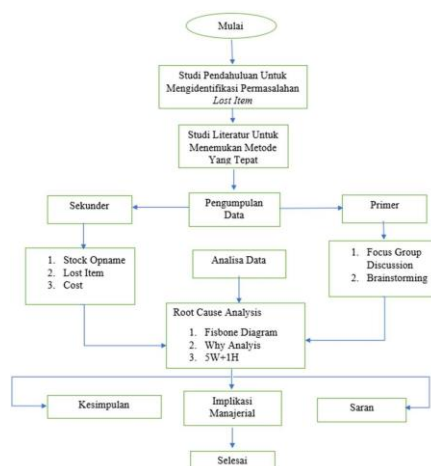 Mulai
Studi Pendahuluan Untuk
Mengidentifikasi Permasalahan
Lost Item
Studi Literatur Untuk
Menemukan Metode
Yang Tepat
Sekunder
Pengumpulan
Data
Primer
1. Stock Opname
2. Lost Item
3. Cost
Analisa Data
1. Focus Group
Discussion
2. Brainstorming
Root Cause Analysis
1. Fisbone Diagram
2. Why Analyis
3. 5W+1H
Kesimpulan
Implikasi
Manajerial
Saran
Selesai